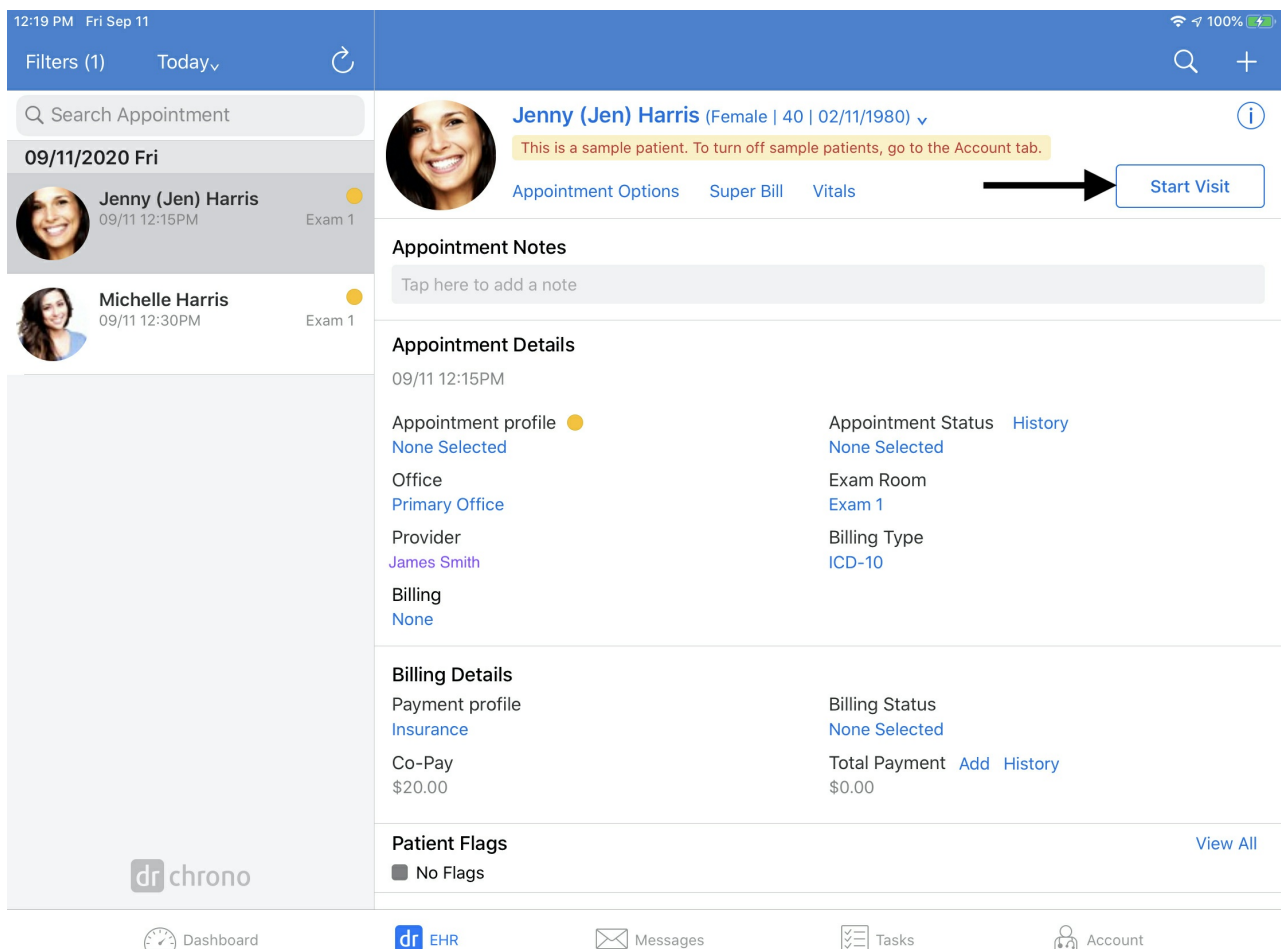 12:19 PM Fri Sep 11
100%
Filters (1) Today
Search Appointment
09/11/2020 Fri
Jenny (Jen) Harris
09/11 12:15PM Exam 1
Michelle Harris
09/11 12:30PM Exam 1
dr chrono
Jenny (Jen) Harris (Female | 40 | 02/11/1980)
This is a sample patient. To turn off sample patients, go to the Account tab.
Appointment Options Super Bill Vitals Start Visit
Appointment Notes
Tap here to add a note
Appointment Details
09/11 12:15PM
Appointment profile Appointment Status History
None Selected None Selected
Office Exam Room
Primary Office Exam 1
Provider Billing Type
James Smith ICD-10
Billing
None
Billing Details
Payment profile Billing Status
Insurance None Selected
Co-Pay Total Payment Add History
$20.00 $0.00
Patient Flags View All
No Flags
Dashboard dr EHR Messages Tasks Account